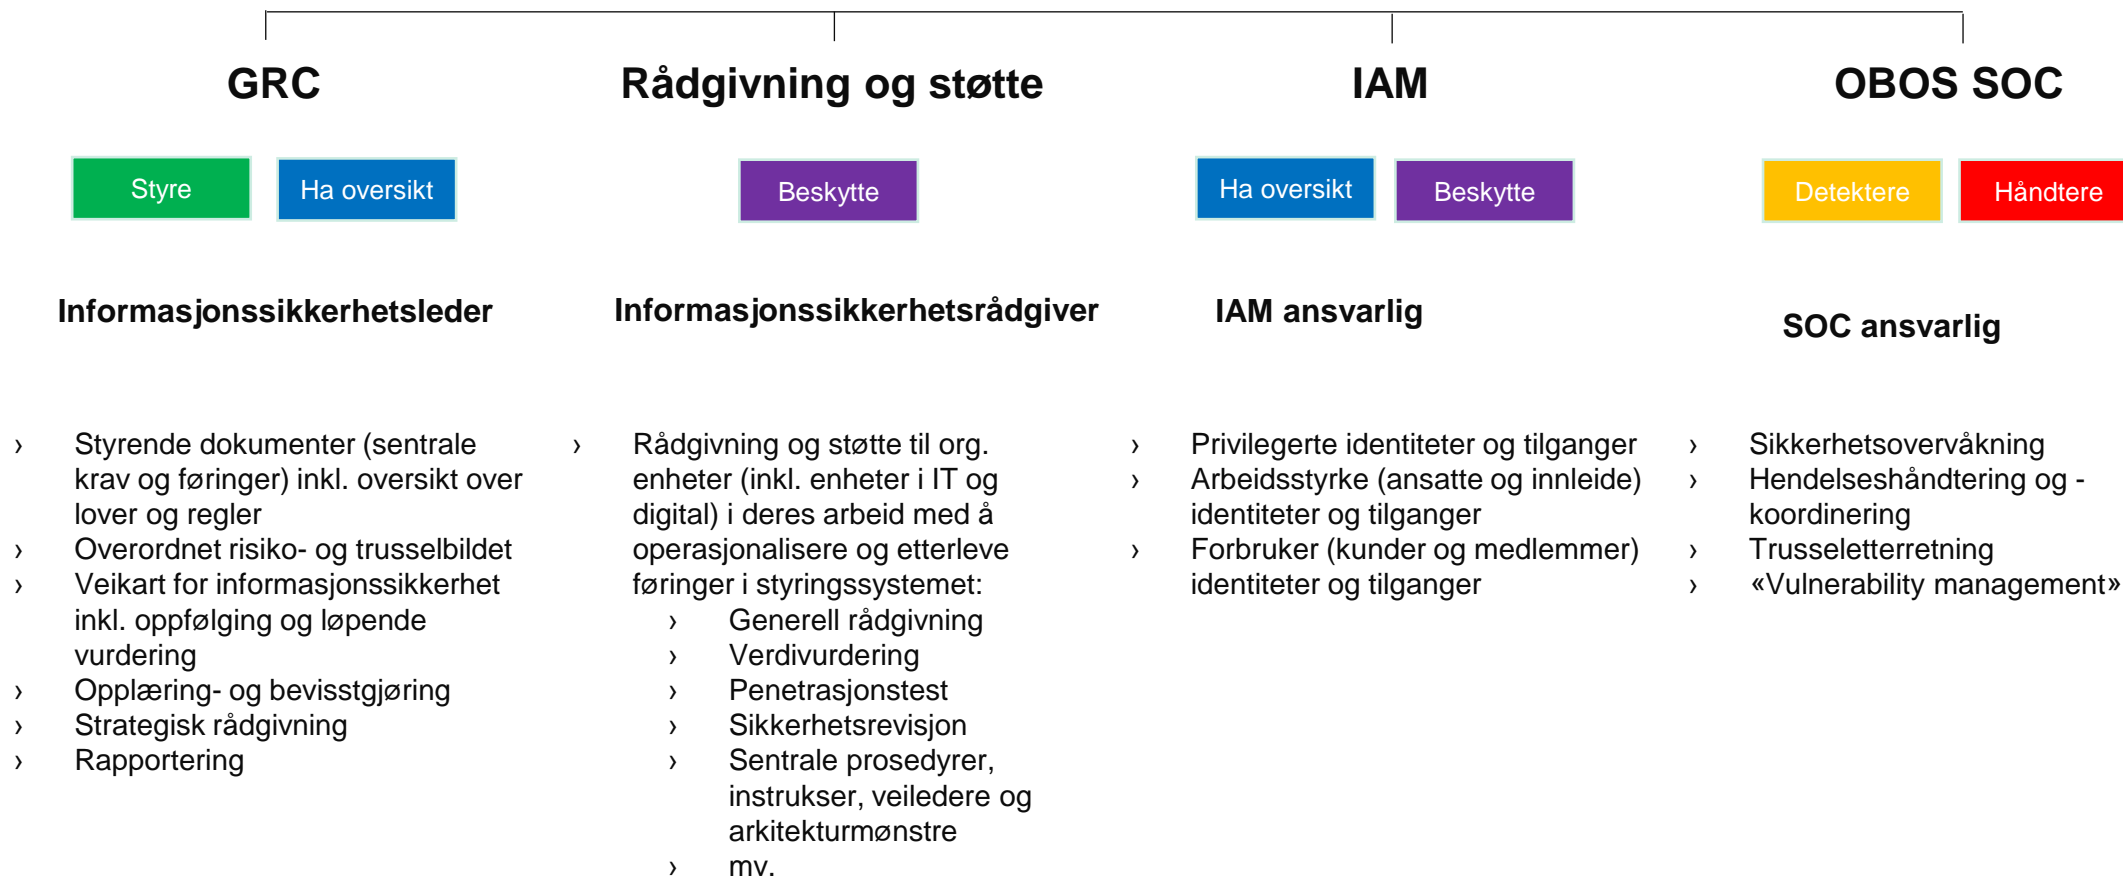 GRC
Styre
Ha oversikt
Informasjonssikkerhetsleder
› Styrende dokumenter (sentrale
krav og føringer) inkl. oversikt over
lover og regler
› Overordnet risiko- og trusselbildet
› Veikart for informasjonssikkerhet
inkl. oppfølging og løpende
vurdering
› Opplæring- og bevisstgjøring
› Strategisk rådgivning
› Rapportering
Rådgivning og støtte
Beskytte
Informasjonssikkerhetsrådgiver
› Rådgivning og støtte til org.
enheter (inkl. enheter i IT og
digital) i deres arbeid med å
operasjonalisere og etterleve
føringer i styringssystemet:
› Generell rådgivning
› Verdivurdering
› Penetrasjonstest
› Sikkerhetsrevisjon
› Sentrale prosedyrer,
instrukser, veiledere og
arkitekturmønstre
› mv.
IAM
Ha oversikt
Beskytte
IAM ansvarlig
› Privilegerte identiteter og tilganger
› Arbeidsstyrke (ansatte og innleide)
identiteter og tilganger
› Forbruker (kunder og medlemmer)
identiteter og tilganger
OBOS SOC
Detektere
Håndtere
SOC ansvarlig
› Sikkerhetsovervåkning
› Hendelseshåndtering og -
koordinering
› Trusseletterretning
› «Vulnerability management»